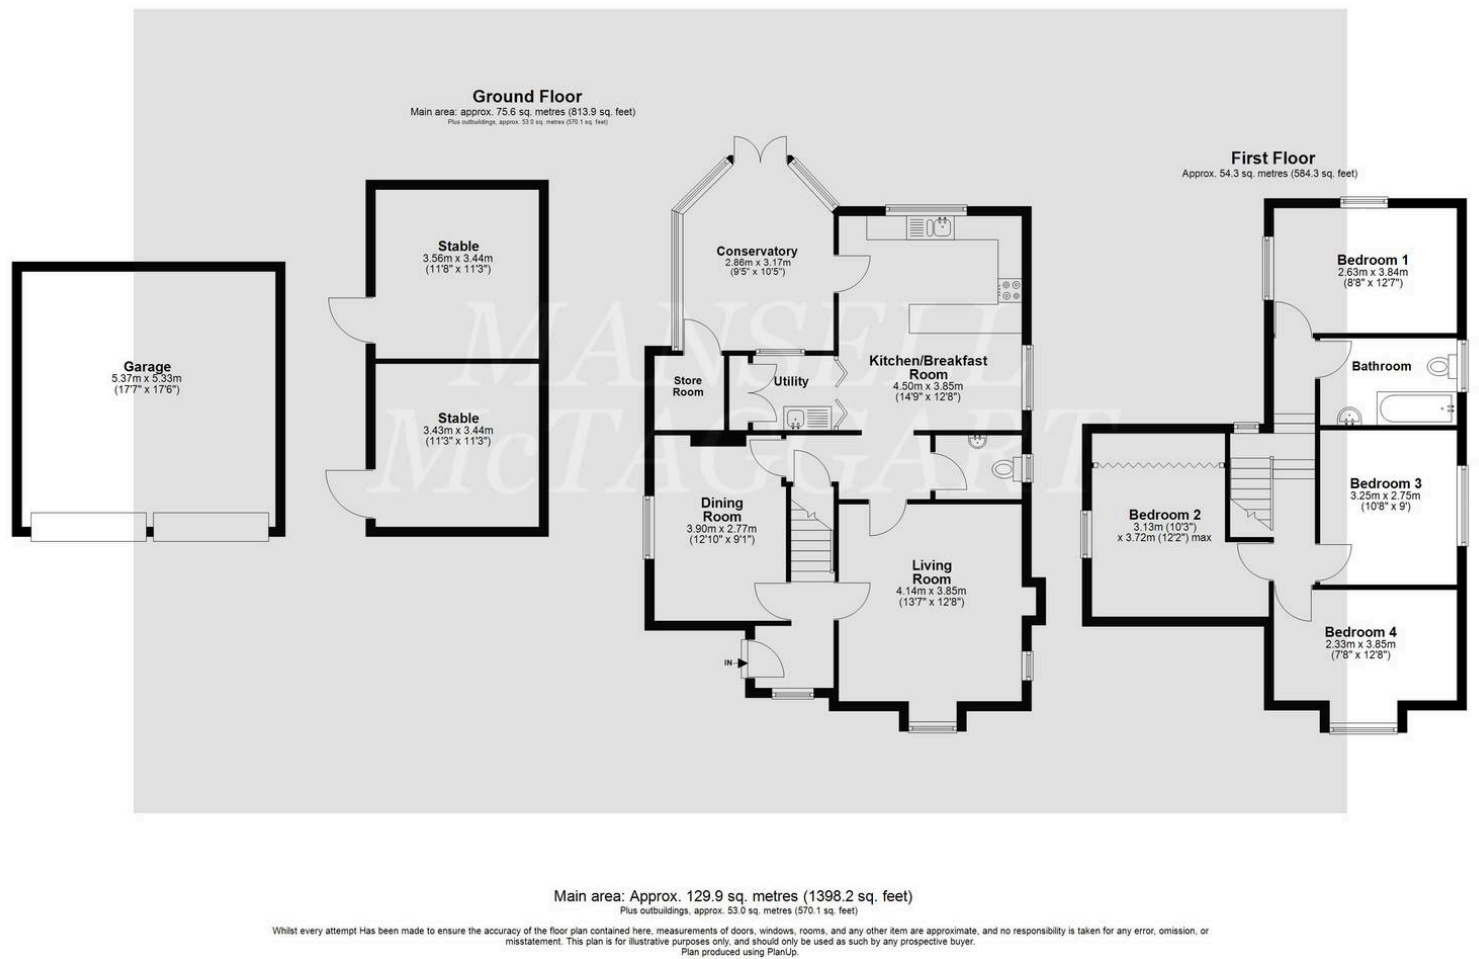 Ground Floor
Main area: approx. 75.6 sq. metres (813.9 sq. feet)
Plus outbuildings, approx. 53.0 sq. metres (570.1 sq. feet)
First Floor
Approx. 54.3 sq. metres (584.3 sq. feet)
Garage
5.37m x 5.33m
(17'7" x 17'6")
Stable
3.56m x 3.44m
(11'8" x 11'3")
Stable
3.43m x 3.44m
(11'3" x 11'3")
Conservatory
2.86m x 3.17m
(9'5" x 10'5")
Kitchen/Breakfast
Room
4.50m x 3.85m
(14'9" x 12'8")
Store
Room
Utility
Dining
Room
3.90m x 2.77m
(12'10" x 9'1")
Living
Room
4.14m x 3.85m
(13'7" x 12'8")
IN
Bedroom 1
2.63m x 3.84m
(8'8" x 12'7")
Bathroom
Bedroom 2
3.13m (10'3")
x 3.72m (12'2") max
Bedroom 3
3.25m x 2.75m
(10'8" x 9')
Bedroom 4
2.33m x 3.85m
(7'8" x 12'8")
MANSELL
McTAGGART
Main area: Approx. 129.9 sq. metres (1398.2 sq. feet)
Plus outbuildings, approx. 53.0 sq. metres (570.1 sq. feet)
Whilst every attempt Has been made to ensure the accuracy of the floor plan contained here, measurements of doors, windows, rooms, and any other item are approximate, and no responsibility is taken for any error, omission, or
misstatement. This plan is for illustrative purposes only, and should only be used as such by any prospective buyer.
Plan produced using PlanUp.